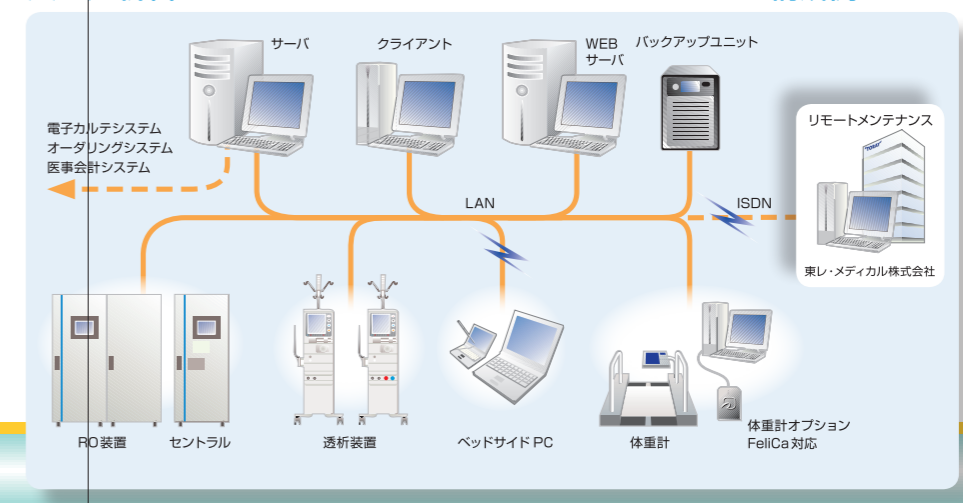 サーバ
クライアント
WEB
サーバ
バックアップユニット
電子カルテシステム
オーダリングシステム
医事会計システム
リモートメンテナンス
TORAY
LAN
ISDN
東レ・メディカル株式会社
RO装置
セントラル
透析装置
ベッドサイドPC
体重計
体重計オプション
FeliCa対応